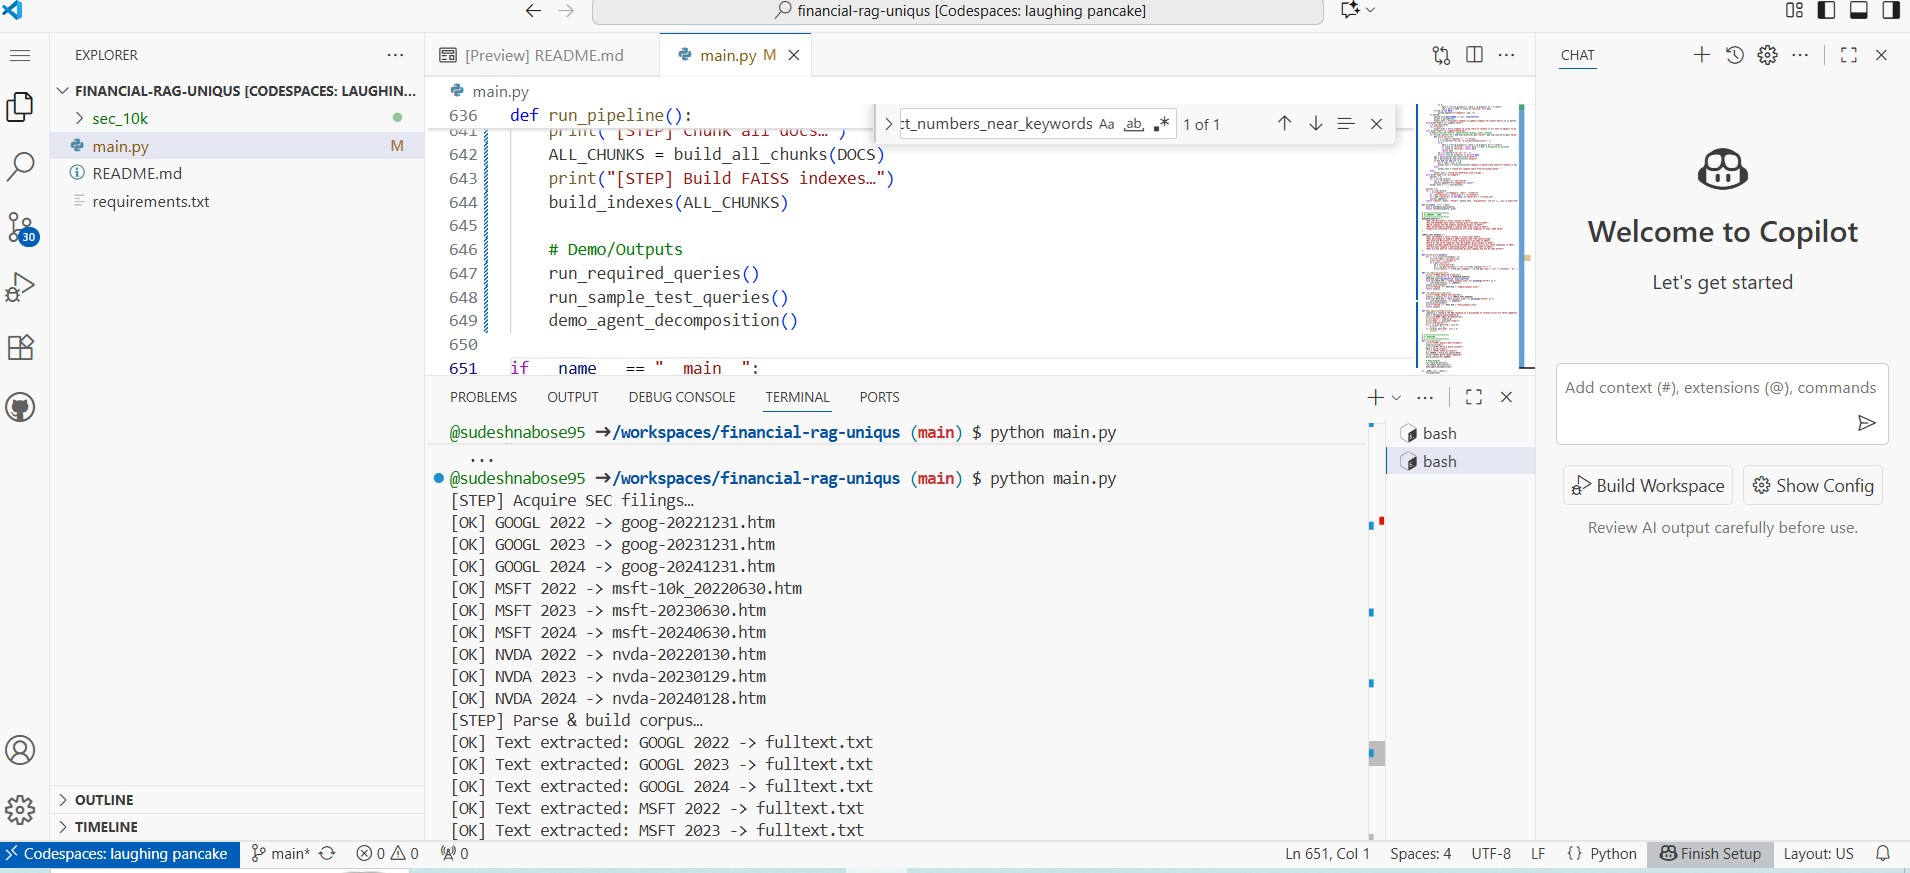 financial-rag-uniqus [Codespaces: laughing pancake]
EXPLORER
FINANCIAL-RAG-UNIQUS [CODESPACES: LAUGHIN...
sec_10k
main.py M
README.md
requirements.txt
30
OUTLINE
TIMELINE
[Preview] README.md
main.py M
main.py
ct_numbers_near_keywords Aa ab .* 1 of 1
636 def run_pipeline():
641 print("[STEP] Chunk all docs…")
642 ALL_CHUNKS = build_all_chunks(DOCS)
643 print("[STEP] Build FAISS indexes…")
644 build_indexes(ALL_CHUNKS)
645
646 # Demo/Outputs
647 run_required_queries()
648 run_sample_test_queries()
649 demo_agent_decomposition()
650
651 if __name__ == "__main__":
PROBLEMS OUTPUT DEBUG CONSOLE TERMINAL PORTS
@sudeshnabose95 →/workspaces/financial-rag-uniqus (main) $ python main.py
...
@sudeshnabose95 →/workspaces/financial-rag-uniqus (main) $ python main.py
[STEP] Acquire SEC filings…
[OK] GOOGL 2022 -> goog-20221231.htm
[OK] GOOGL 2023 -> goog-20231231.htm
[OK] GOOGL 2024 -> goog-20241231.htm
[OK] MSFT 2022 -> msft-10k_20220630.htm
[OK] MSFT 2023 -> msft-20230630.htm
[OK] MSFT 2024 -> msft-20240630.htm
[OK] NVDA 2022 -> nvda-20220130.htm
[OK] NVDA 2023 -> nvda-20230129.htm
[OK] NVDA 2024 -> nvda-20240128.htm
[STEP] Parse & build corpus…
[OK] Text extracted: GOOGL 2022 -> fulltext.txt
[OK] Text extracted: GOOGL 2023 -> fulltext.txt
[OK] Text extracted: GOOGL 2024 -> fulltext.txt
[OK] Text extracted: MSFT 2022 -> fulltext.txt
[OK] Text extracted: MSFT 2023 -> fulltext.txt
bash
bash
CHAT
Welcome to Copilot
Let's get started
Add context (#), extensions (@), commands
Build Workspace
Show Config
Review AI output carefully before use.
Codespaces: laughing pancake main* 0 0 0 Ln 651, Col 1 Spaces: 4 UTF-8 LF {} Python Finish Setup Layout: US